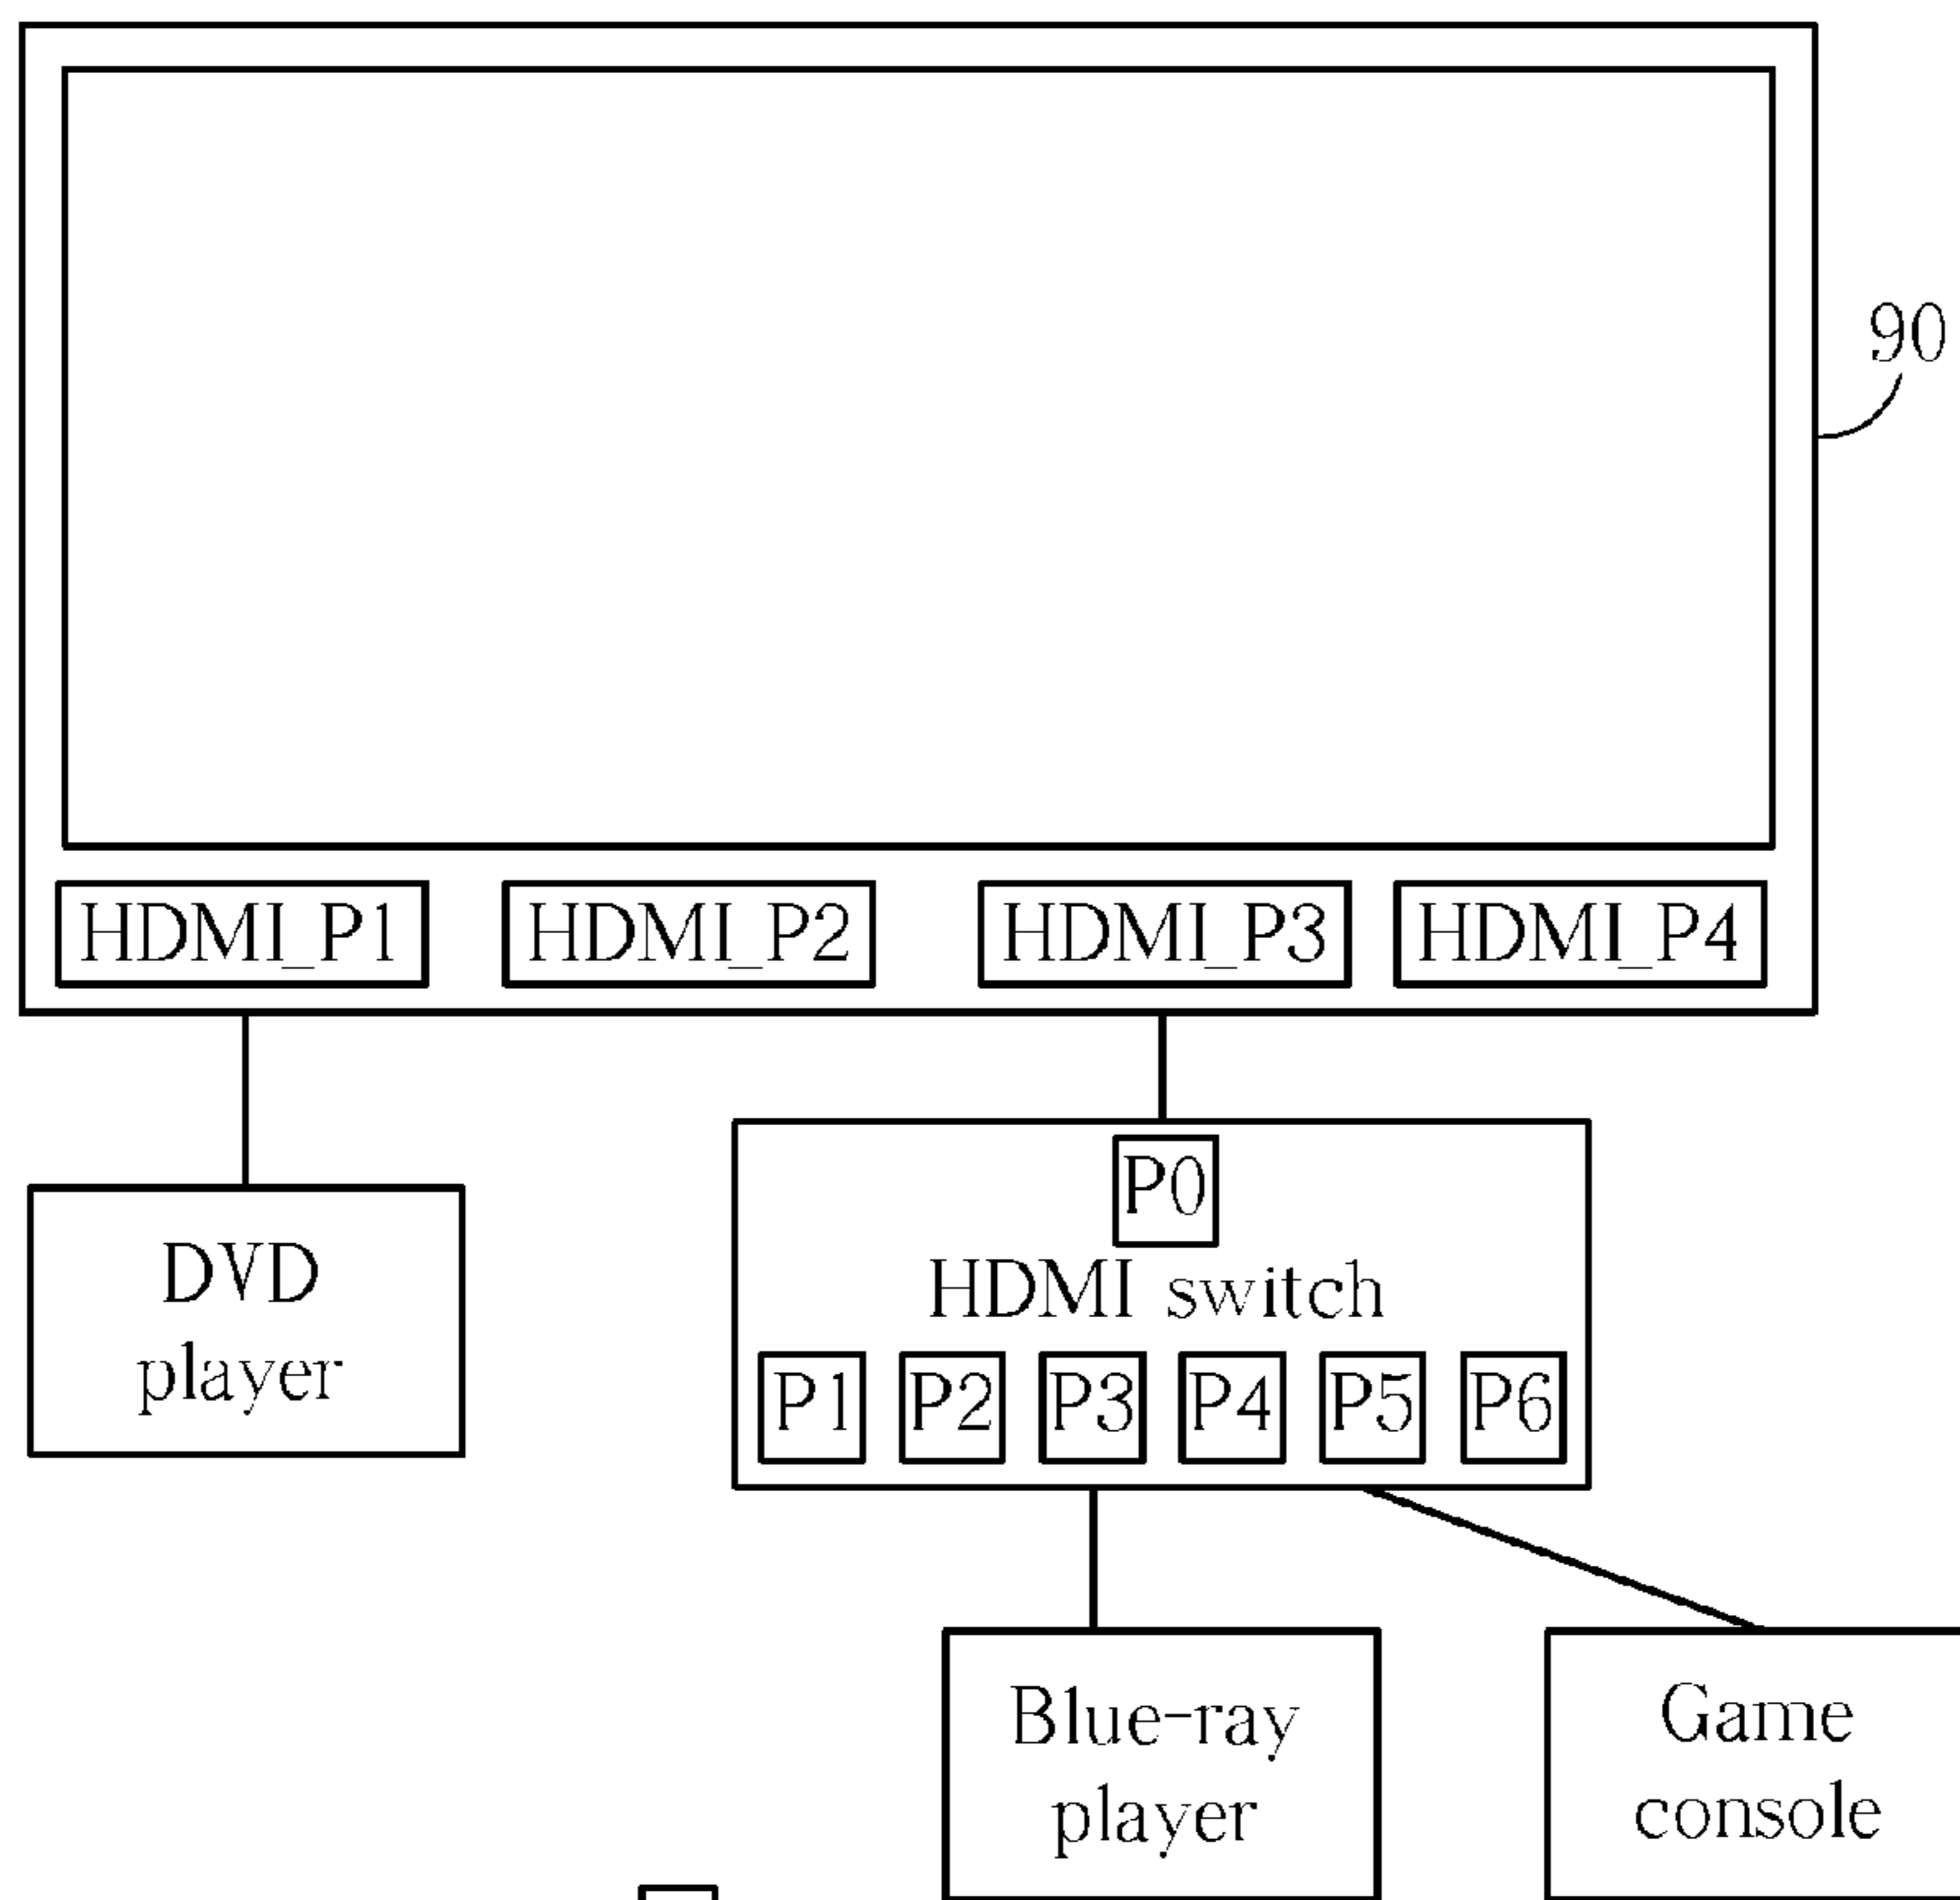 90
HDMI_P1 HDMI_P2 HDMI_P3 HDMI_P4
P0
DVD
player
HDMI switch
P1 P2 P3 P4 P5 P6
Blue-ray
player
Game
console